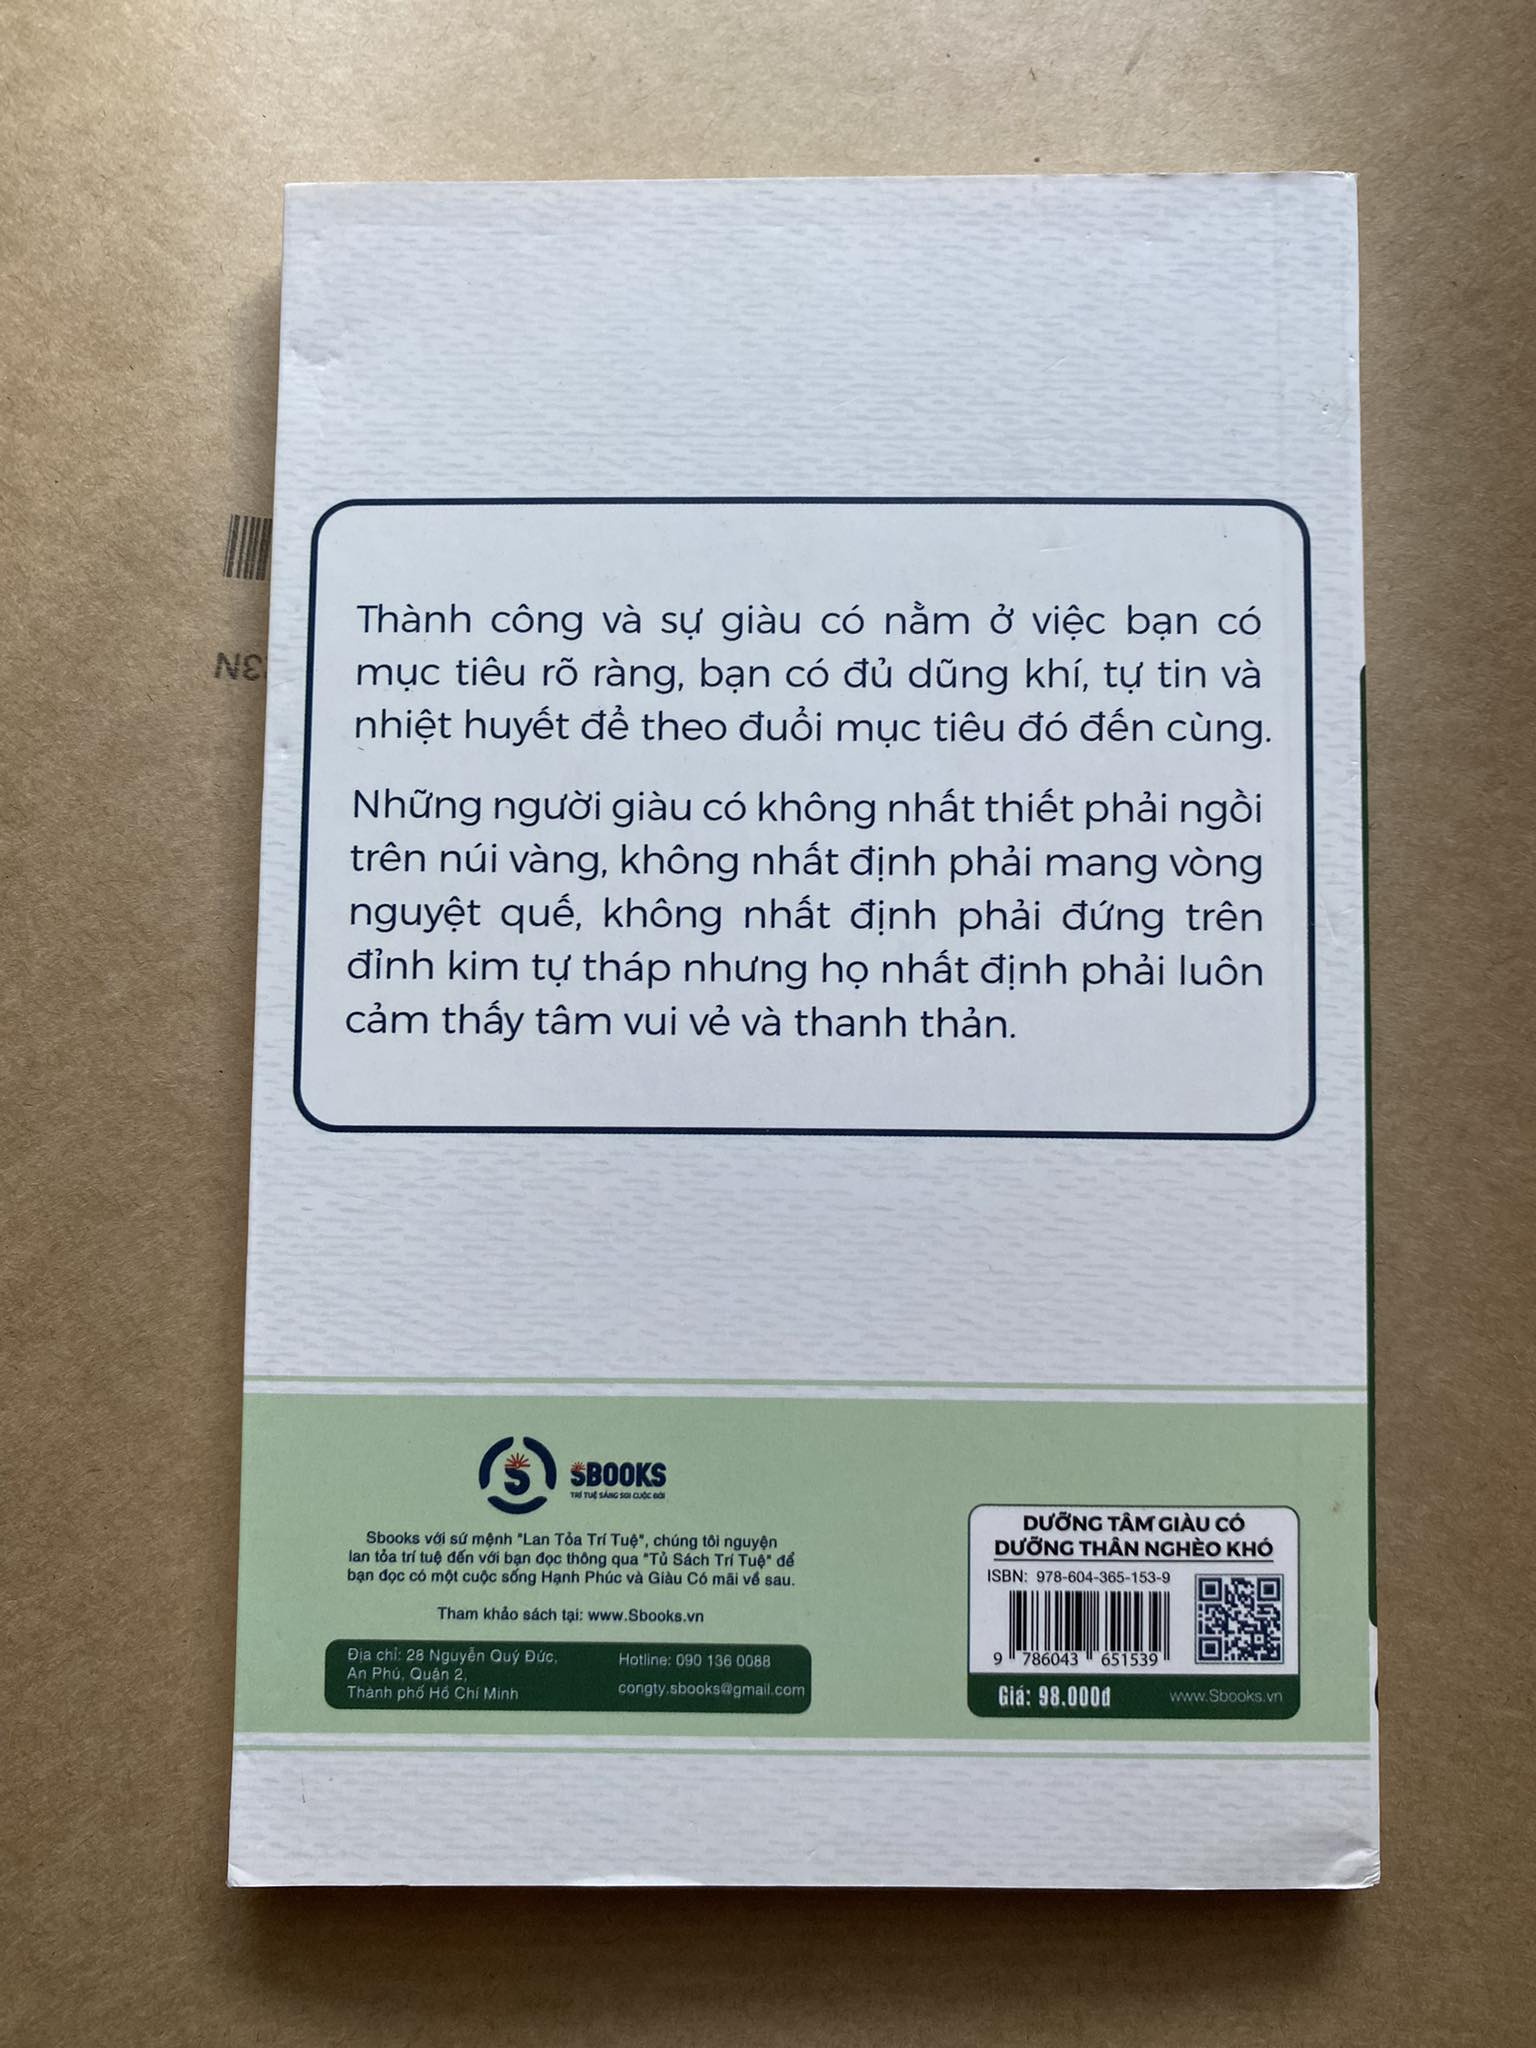 Thành công và sự giàu có nằm ở việc bạn có
mục tiêu rõ ràng, bạn có đủ dũng khí, tự tin và
nhiệt huyết để theo đuổi mục tiêu đó đến cùng.
Những người giàu có không nhất thiết phải ngồi
trên núi vàng, không nhất định phải mang vòng
nguyệt quế, không nhất định phải đứng trên
đỉnh kim tự tháp nhưng họ nhất định phải luôn
cảm thấy tâm vui vẻ và thanh thản.
SBOOKS
TRÍ TUỆ SÁNG SOI CUỘC ĐỜI
Sbooks với sứ mệnh "Lan Tỏa Trí Tuệ", chúng tôi nguyện
lan tỏa trí tuệ đến với bạn đọc thông qua "Tủ Sách Trí Tuệ" để
bạn đọc có một cuộc sống Hạnh Phúc và Giàu Có mãi về sau.
Tham khảo sách tại: www.Sbooks.vn
Địa chỉ: 28 Nguyễn Quý Đức,
An Phú, Quận 2,
Thành phố Hồ Chí Minh
Hotline: 090 136 0088
congty.sbooks@gmail.com
DƯỠNG TÂM GIÀU CÓ
DƯỠNG THÂN NGHÈO KHÓ
ISBN: 978-604-365-153-9
9 786043 651539
Giá: 98.000đ
www.Sbooks.vn